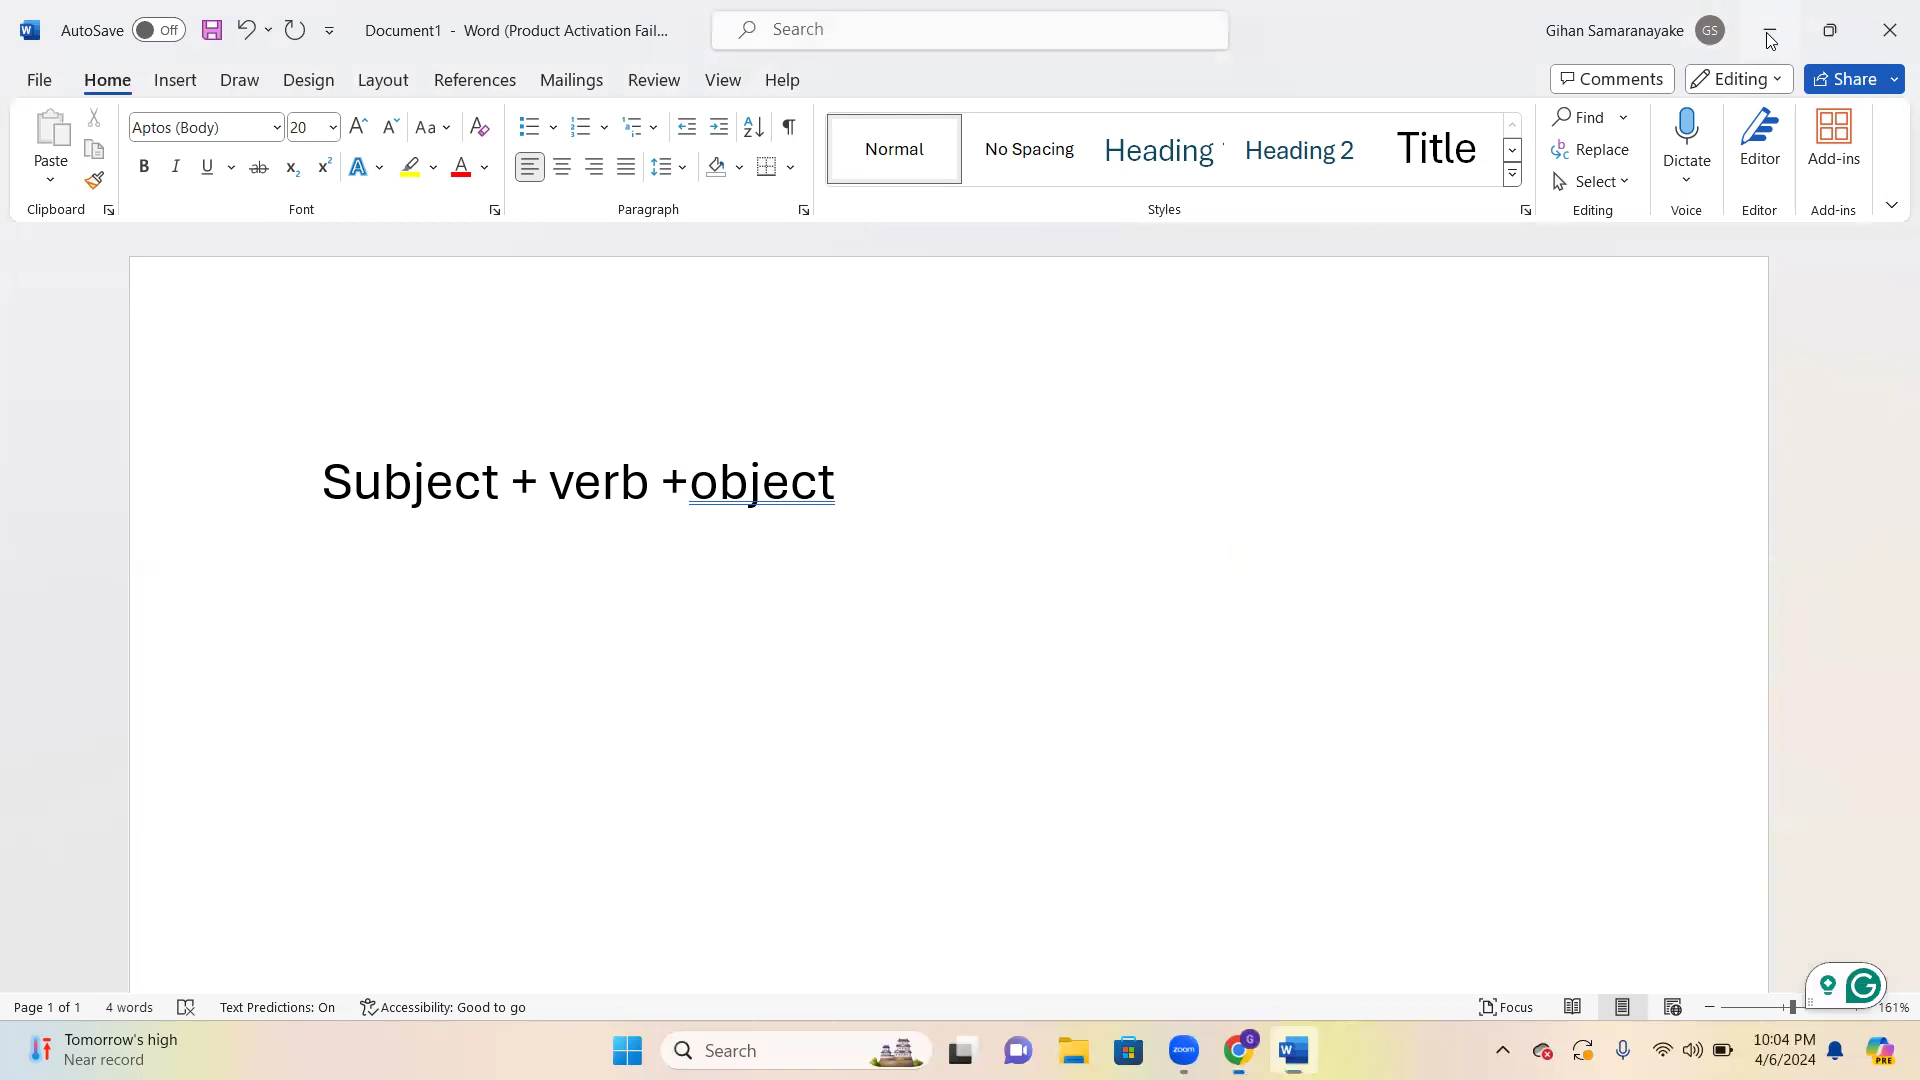 AutoSave Off Document1 - Word (Product Activation Fail... Search Gihan Samaranayake GS
File Home Insert Draw Design Layout References Mailings Review View Help Comments Editing Share
Paste Aptos (Body) 20 Normal No Spacing Heading Heading 2 Title Find Replace Select Dictate Editor Add-ins
Clipboard Font Paragraph Styles Editing Voice Editor Add-ins
Subject + verb +object
Page 1 of 1 4 words Text Predictions: On Accessibility: Good to go Focus 161%
Tomorrow's high
Near record
Search
zoom
10:04 PM
4/6/2024
PRE